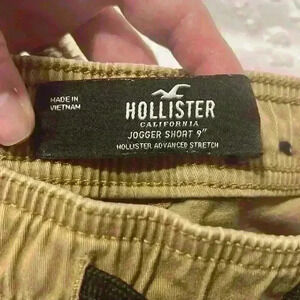 MADE IN
VIETNAM
HOLLISTER
CALIFORNIA
JOGGER SHORT 9"
HOLLISTER ADVANCED STRETCH